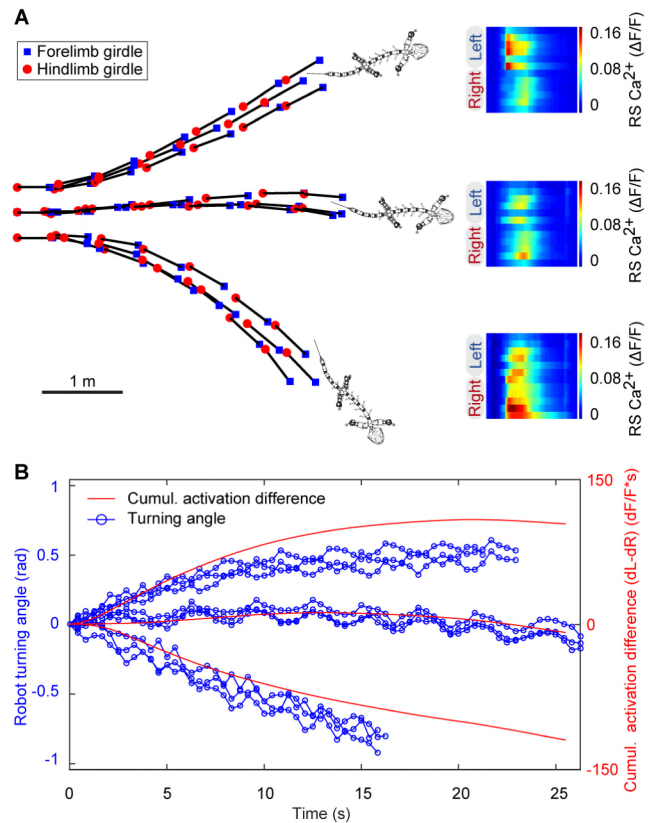 A
Forelimb girdle
Hindlimb girdle
1 m
Right Left
0.16
0.08
0
RS Ca2+ (ΔF/F)
Right Left
0.16
0.08
0
RS Ca2+ (ΔF/F)
Right Left
0.16
0.08
0
RS Ca2+ (ΔF/F)
B
Cumul. activation difference
Turning angle
1
0.5
0
-0.5
-1
Robot turning angle (rad)
150
0
-150
Cumul. activation difference (dL-dR) (dF/F*s)
0 5 10 15 20 25
Time (s)